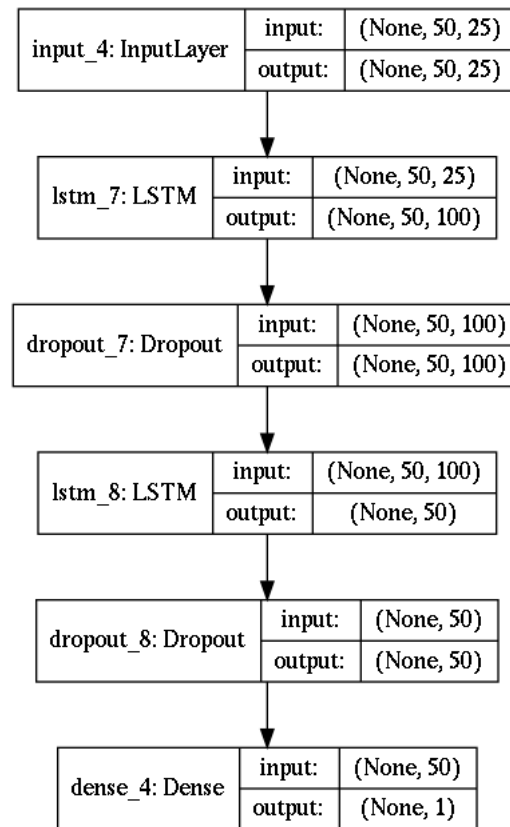 input_4: InputLayer
input: (None, 50, 25)
output: (None, 50, 25)
lstm_7: LSTM
input: (None, 50, 25)
output: (None, 50, 100)
dropout_7: Dropout
input: (None, 50, 100)
output: (None, 50, 100)
lstm_8: LSTM
input: (None, 50, 100)
output: (None, 50)
dropout_8: Dropout
input: (None, 50)
output: (None, 50)
dense_4: Dense
input: (None, 50)
output: (None, 1)